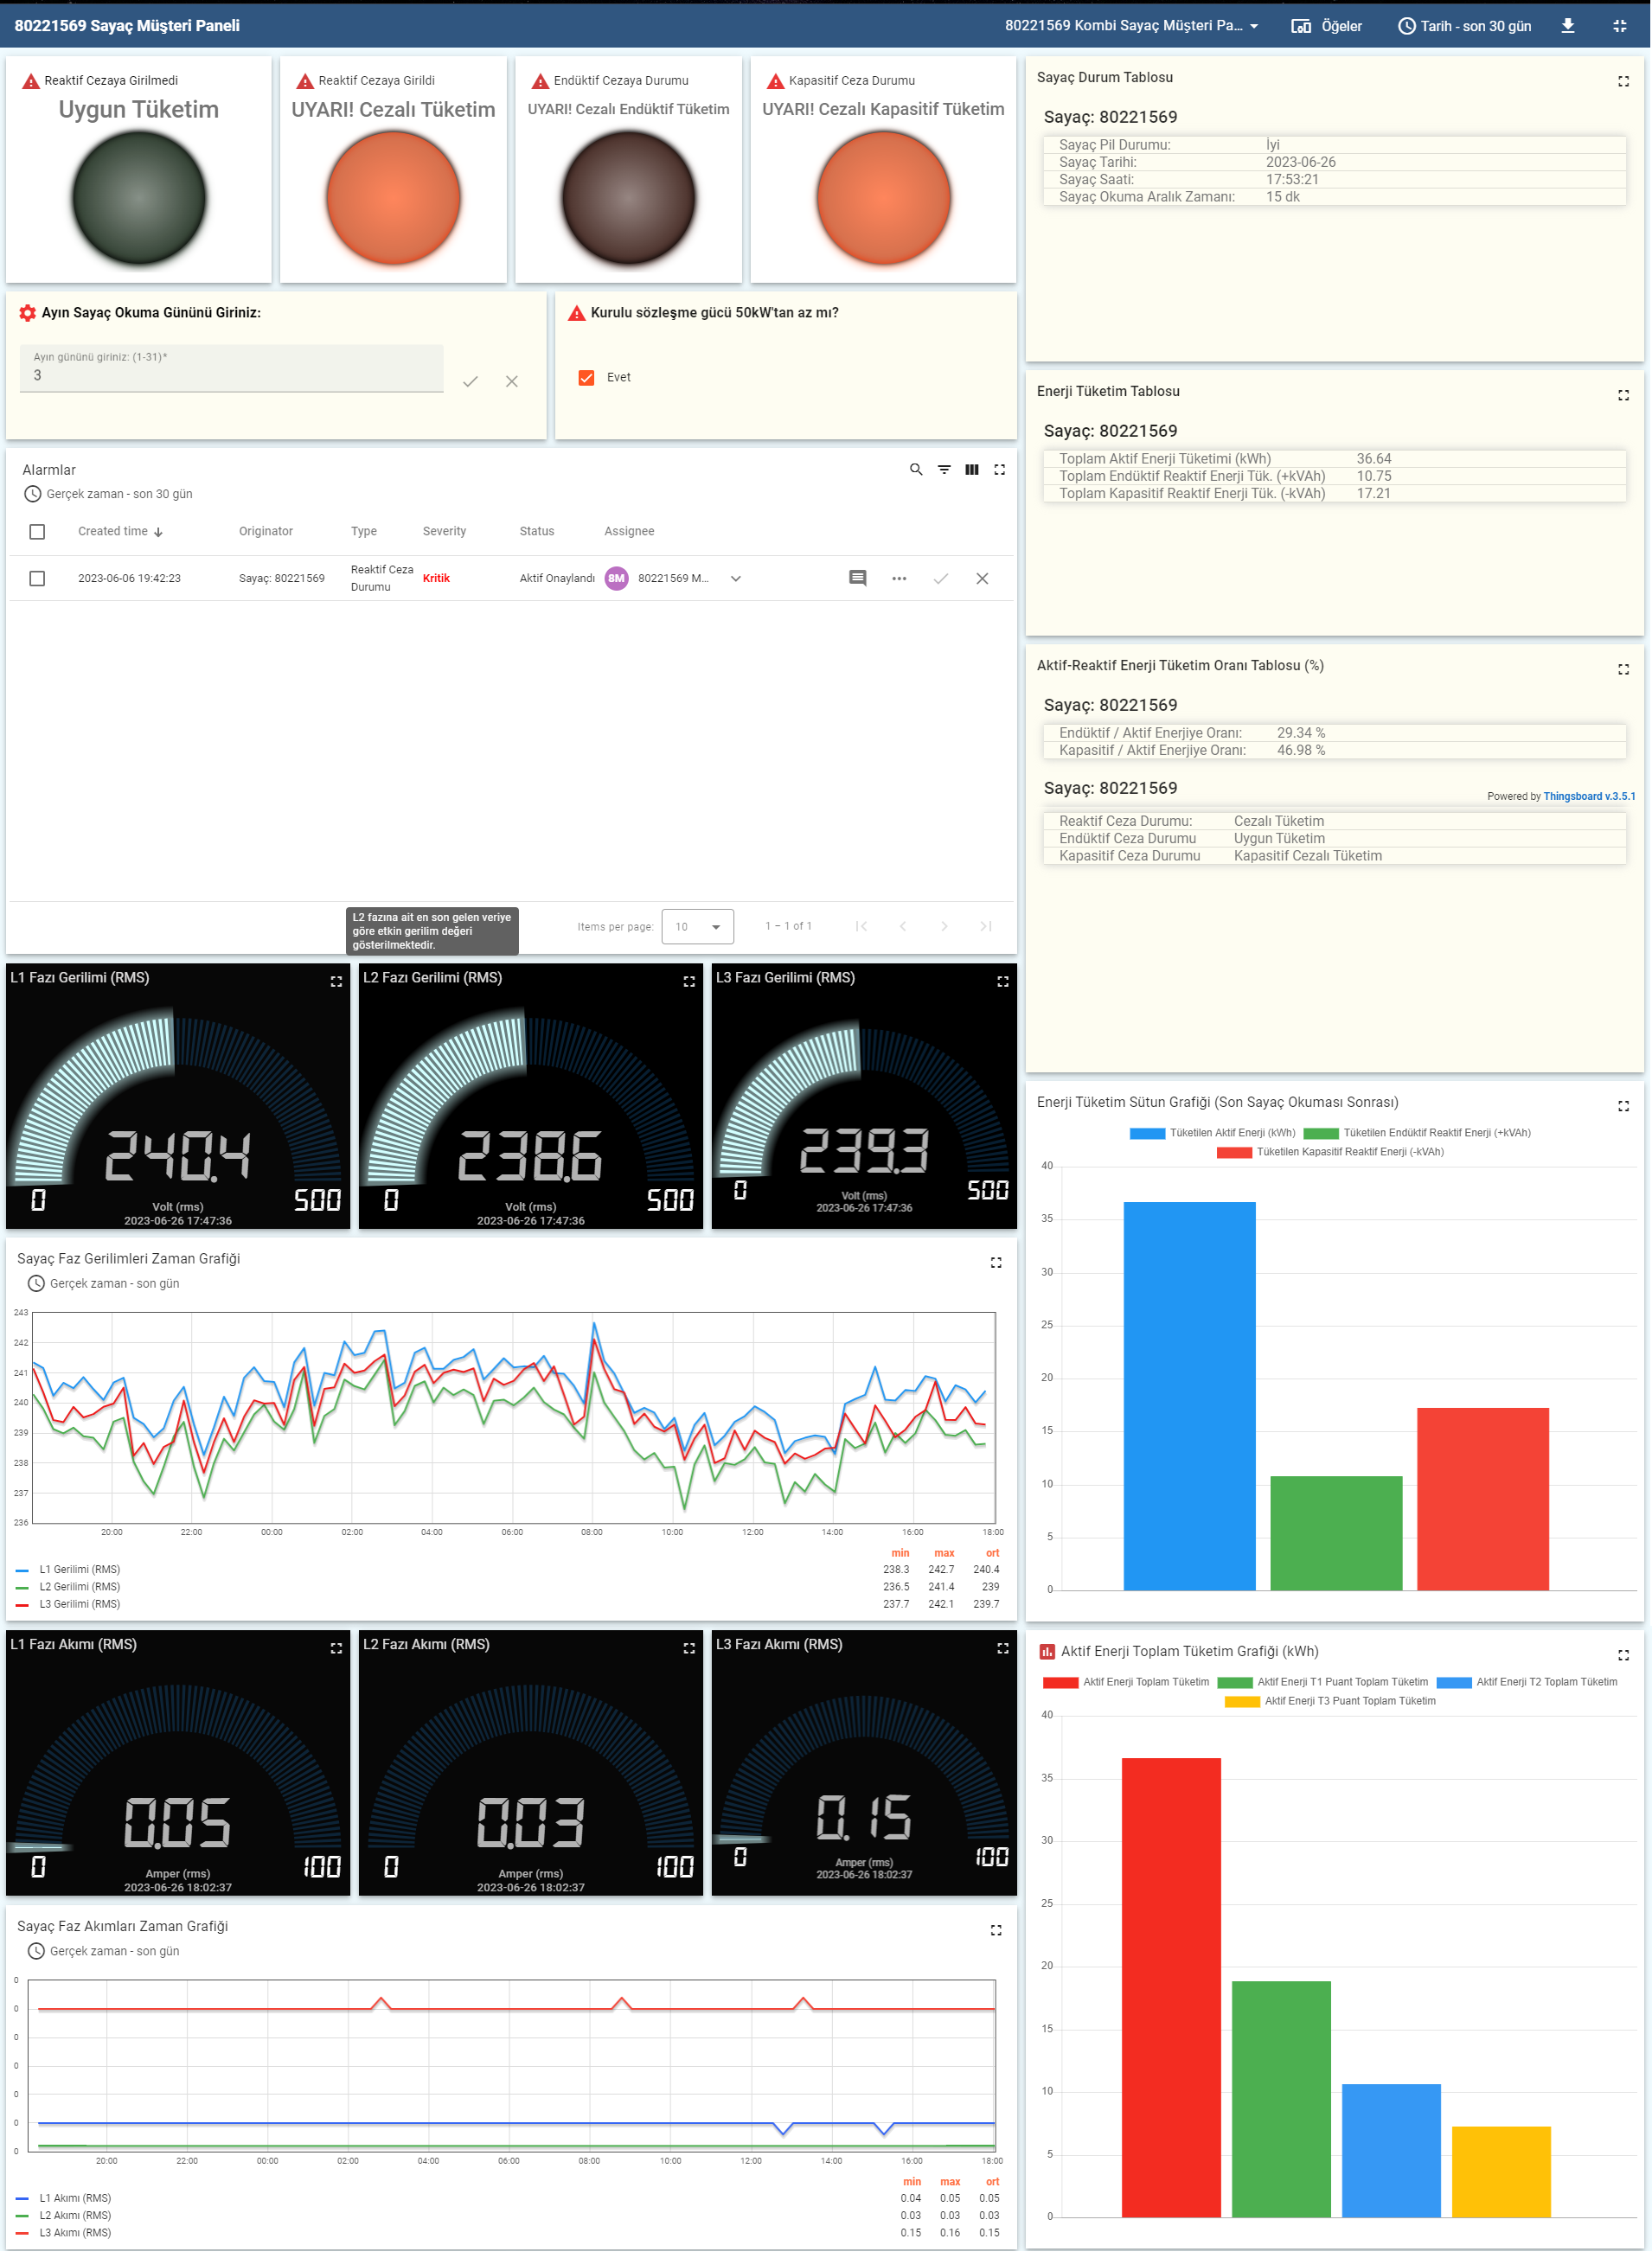 80221569 Sayaç Müşteri Paneli
80221569 Kombi Sayaç Müşteri Pa...
Öğeler
Tarih - son 30 gün
Reaktif Cezaya Girilmedi
Uygun Tüketim
Reaktif Cezaya Girildi
UYARI! Cezalı Tüketim
Endüktif Cezaya Durumu
UYARI! Cezalı Endüktif Tüketim
Kapasitif Ceza Durumu
UYARI! Cezalı Kapasitif Tüketim
Ayın Sayaç Okuma Gününü Giriniz:
Ayın gününü giriniz: (1-31)*
3
Kurulu sözleşme gücü 50kW'tan az mı?
Evet
Alarmlar
Gerçek zaman - son 30 gün
Created time Originator Type Severity Status Assignee
2023-06-06 19:42:23 Sayaç: 80221569 Reaktif Ceza Durumu Kritik Aktif Onaylandı 8M 80221569 M...
L2 fazına ait en son gelen veriye
göre etkin gerilim değeri
gösterilmektedir.
Items per page: 10 1 – 1 of 1
L1 Fazı Gerilimi (RMS)
240.4
0 500
Volt (rms)
2023-06-26 17:47:36
L2 Fazı Gerilimi (RMS)
238.6
0 500
Volt (rms)
2023-06-26 17:47:36
L3 Fazı Gerilimi (RMS)
239.3
0 500
Volt (rms)
2023-06-26 17:47:36
Sayaç Faz Gerilimleri Zaman Grafiği
Gerçek zaman - son gün
243
242
241
240
239
238
237
236
20:00 22:00 00:00 02:00 04:00 06:00 08:00 10:00 12:00 14:00 16:00 18:00
min max ort
L1 Gerilimi (RMS) 238.3 242.7 240.4
L2 Gerilimi (RMS) 236.5 241.4 239
L3 Gerilimi (RMS) 237.7 242.1 239.7
L1 Fazı Akımı (RMS)
0.05
0 100
Amper (rms)
2023-06-26 18:02:37
L2 Fazı Akımı (RMS)
0.03
0 100
Amper (rms)
2023-06-26 18:02:37
L3 Fazı Akımı (RMS)
0.15
0 100
Amper (rms)
2023-06-26 18:02:37
Sayaç Faz Akımları Zaman Grafiği
Gerçek zaman - son gün
0
0
0
0
0
0
0
20:00 22:00 00:00 02:00 04:00 06:00 08:00 10:00 12:00 14:00 16:00 18:00
min max ort
L1 Akımı (RMS) 0.04 0.05 0.05
L2 Akımı (RMS) 0.03 0.03 0.03
L3 Akımı (RMS) 0.15 0.16 0.15
Sayaç Durum Tablosu
Sayaç: 80221569
Sayaç Pil Durumu: İyi
Sayaç Tarihi: 2023-06-26
Sayaç Saati: 17:53:21
Sayaç Okuma Aralık Zamanı: 15 dk
Enerji Tüketim Tablosu
Sayaç: 80221569
Toplam Aktif Enerji Tüketimi (kWh) 36.64
Toplam Endüktif Reaktif Enerji Tük. (+kVAh) 10.75
Toplam Kapasitif Reaktif Enerji Tük. (-kVAh) 17.21
Aktif-Reaktif Enerji Tüketim Oranı Tablosu (%)
Sayaç: 80221569
Endüktif / Aktif Enerjiye Oranı: 29.34 %
Kapasitif / Aktif Enerjiye Oranı: 46.98 %
Sayaç: 80221569
Powered by Thingsboard v.3.5.1
Reaktif Ceza Durumu: Cezalı Tüketim
Endüktif Ceza Durumu Uygun Tüketim
Kapasitif Ceza Durumu Kapasitif Cezalı Tüketim
Enerji Tüketim Sütun Grafiği (Son Sayaç Okuması Sonrası)
Tüketilen Aktif Enerji (kWh) Tüketilen Endüktif Reaktif Enerji (+kVAh)
Tüketilen Kapasitif Reaktif Enerji (-kVAh)
40
35
30
25
20
15
10
5
0
Aktif Enerji Toplam Tüketim Grafiği (kWh)
Aktif Enerji Toplam Tüketim Aktif Enerji T1 Puant Toplam Tüketim Aktif Enerji T2 Toplam Tüketim
Aktif Enerji T3 Puant Toplam Tüketim
40
35
30
25
20
15
10
5
0